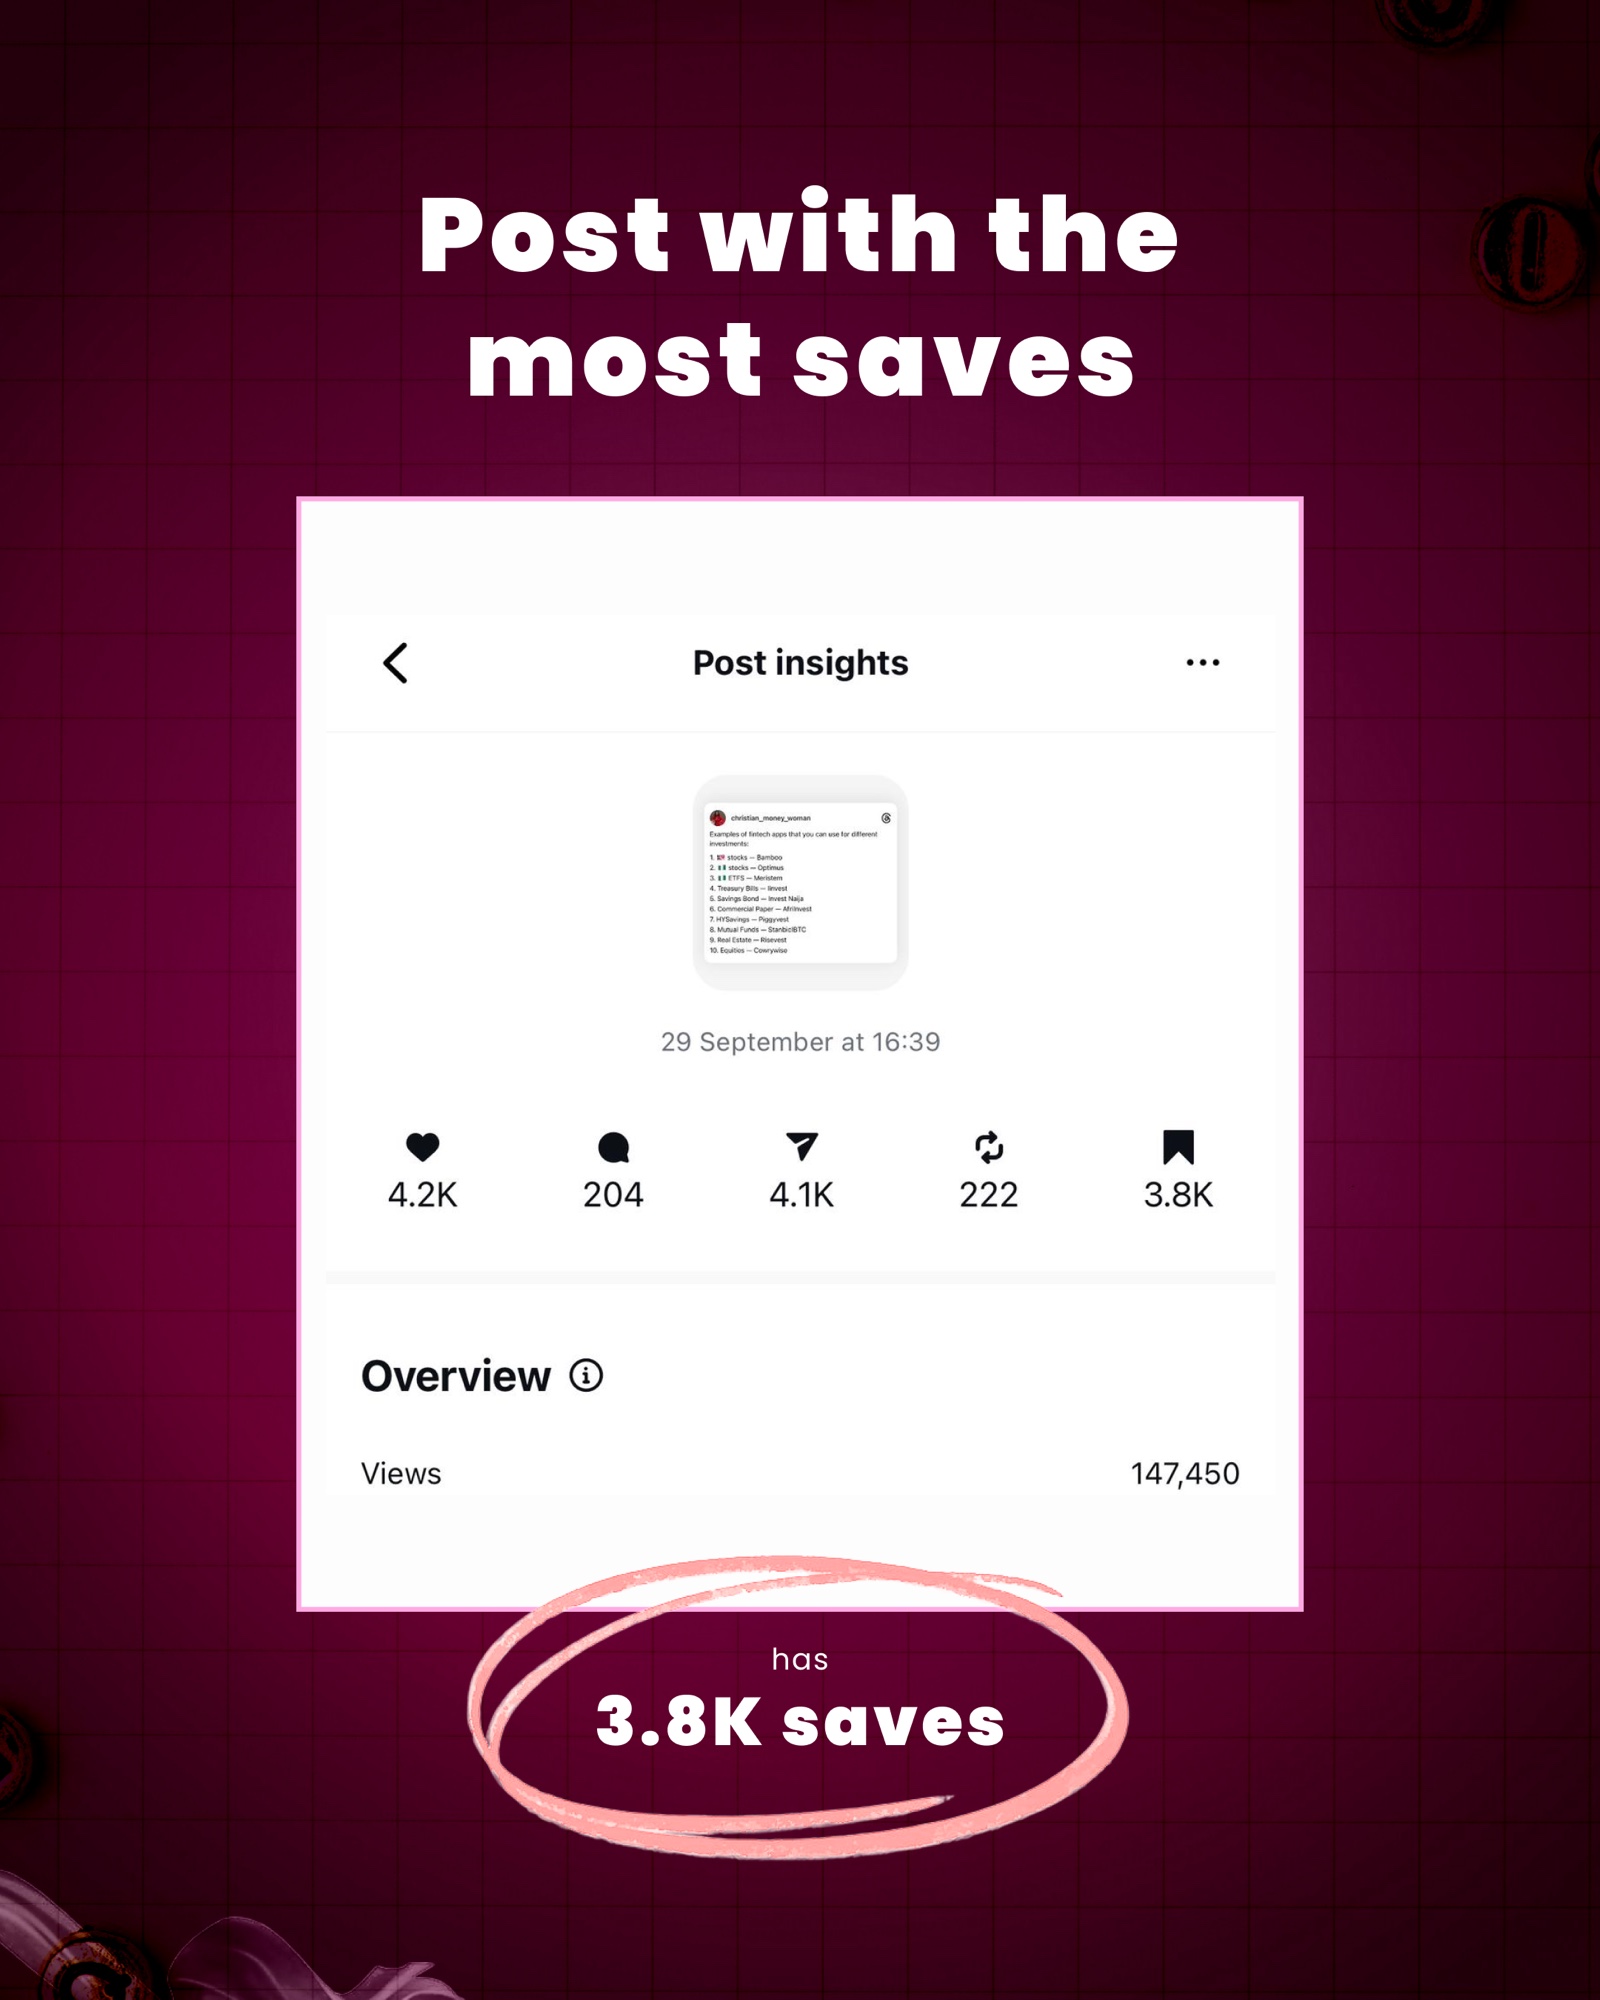 Post with the
most saves
Post insights
christian_money_woman
Examples of fintech apps that you can use for different
investments:
1. 🇺🇸 stocks — Bamboo
2. 🇳🇬 stocks — Optimus
3. 🇳🇬 ETFS — Meristem
4. Treasury Bills — Iinvest
5. Savings Bond — Invest Naija
6. Commercial Paper — AfriInvest
7. HYSavings — Piggyvest
8. Mutual Funds — StanbicIBTC
9. Real Estate — Risevest
10. Equities — Cowrywise
29 September at 16:39
4.2K 204 4.1K 222 3.8K
Overview
Views 147,450
has
3.8K saves